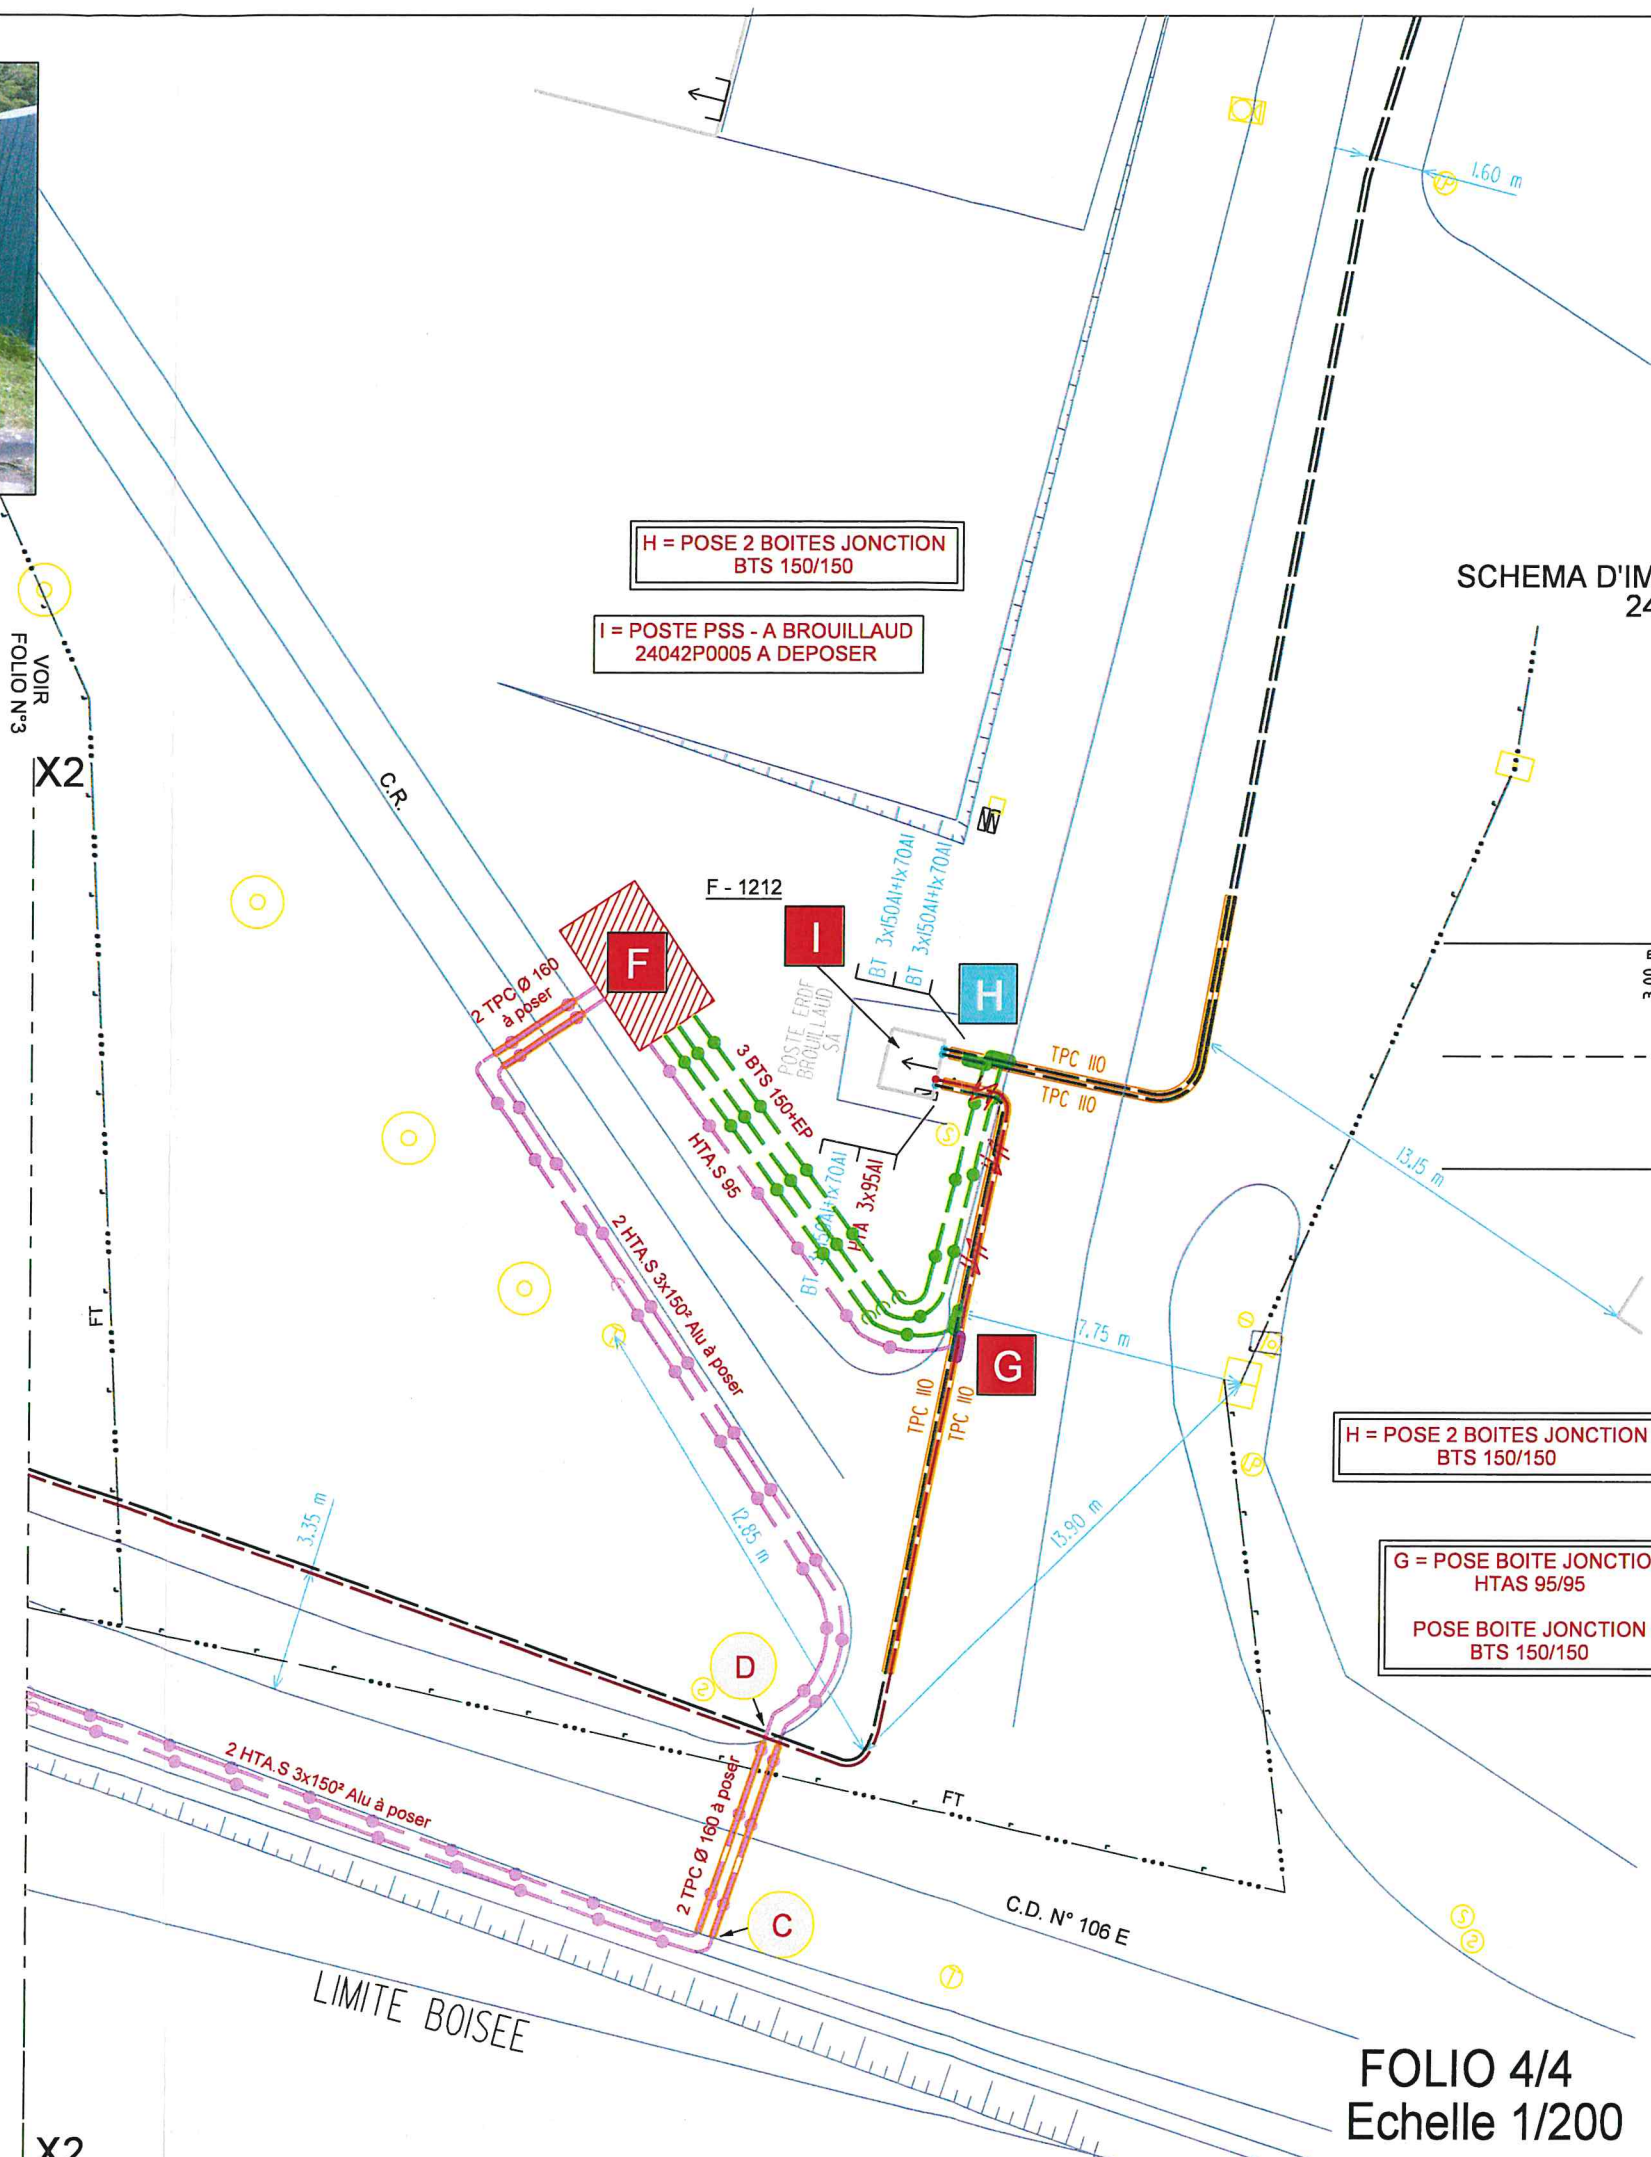 1.60 m
H = POSE 2 BOITES JONCTION
BTS 150/150
I = POSTE PSS - A BROUILLAUD
24042P0005 A DEPOSER
SCHEMA D'IM
24
VOIR
FOLIO N°3
X2
C.R.
F - 1212
I
BT 3x150Al+1x70Al
BT 3x150Al+1x70Al
F
H
2 TPC Ø 160
à poser
POSTE ERDF
BROUILLAUD
SA
TPC 110
TPC 110
3 BTS 150+EP
HTA.S 95
BT 3x150Al+1x70Al
HTA 3x95Al
13.15 m
2 HTA.S 3x150² Alu à poser
FT
7.75 m
G
TPC 110
TPC 110
H = POSE 2 BOITES JONCTION
BTS 150/150
3.35 m
12.85 m
13.90 m
G = POSE BOITE JONCTIO
HTAS 95/95
POSE BOITE JONCTION
BTS 150/150
D
2 HTA.S 3x150² Alu à poser
2 TPC Ø 160 à poser
FT
C
C.D. N° 106 E
LIMITE BOISEE
FOLIO 4/4
Echelle 1/200
X2